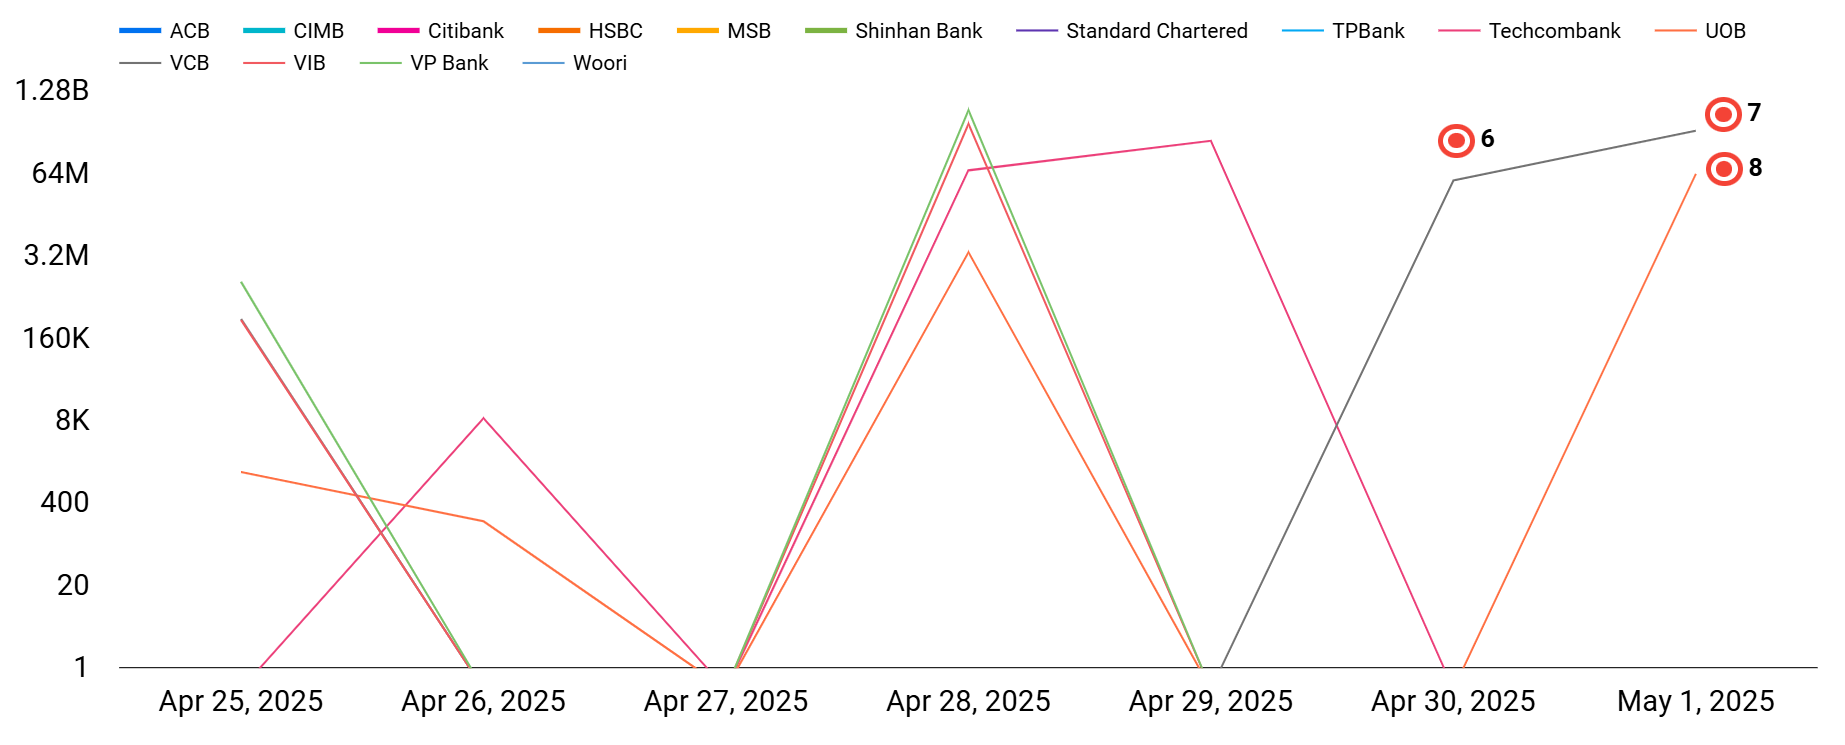 ACB CIMB Citibank HSBC MSB Shinhan Bank Standard Chartered TPBank Techcombank UOB
VCB VIB VP Bank Woori
1.28B
7
6
64M
8
3.2M
160K
8K
400
20
1
Apr 25, 2025 Apr 26, 2025 Apr 27, 2025 Apr 28, 2025 Apr 29, 2025 Apr 30, 2025 May 1, 2025